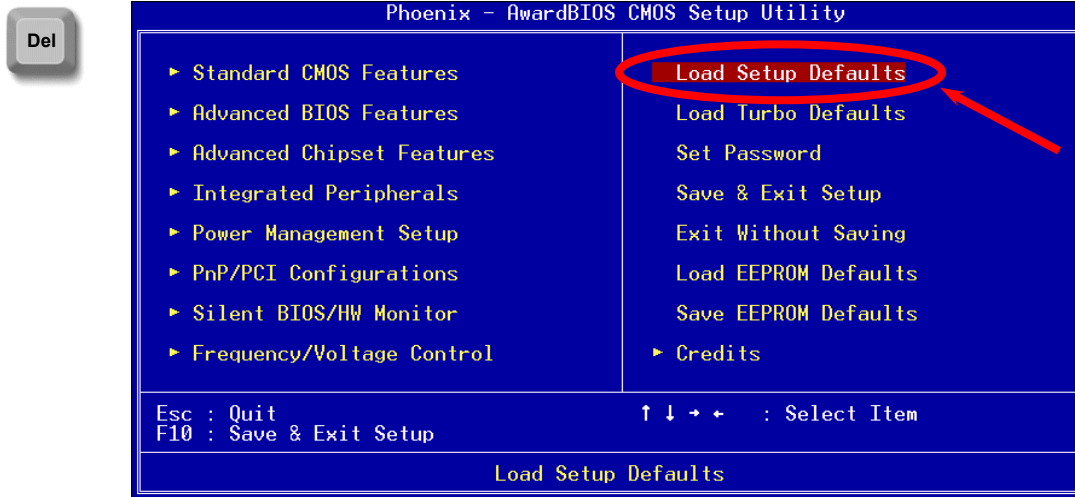 Del
Phoenix - AwardBIOS CMOS Setup Utility
► Standard CMOS Features
► Advanced BIOS Features
► Advanced Chipset Features
► Integrated Peripherals
► Power Management Setup
► PnP/PCI Configurations
► Silent BIOS/HW Monitor
► Frequency/Voltage Control
Load Setup Defaults
Load Turbo Defaults
Set Password
Save & Exit Setup
Exit Without Saving
Load EEPROM Defaults
Save EEPROM Defaults
► Credits
Esc : Quit
F10 : Save & Exit Setup
↑ ↓ → ← : Select Item
Load Setup Defaults